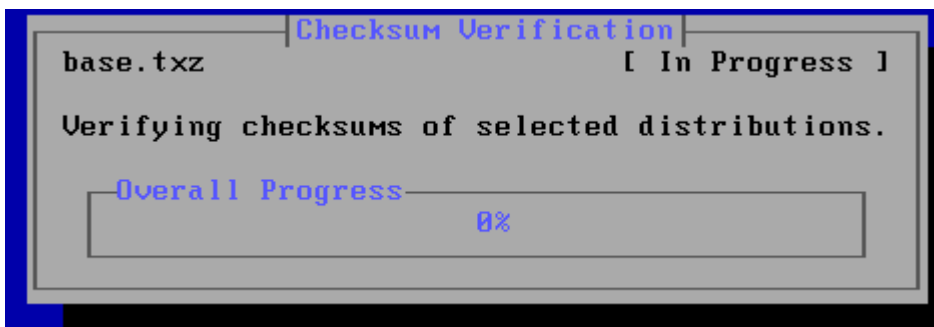 Checksum Verification
base.txz [ In Progress ]
Verifying checksums of selected distributions.
Overall Progress
0%